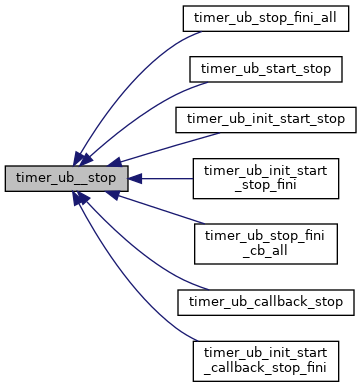 timer_ub_stop_fini_all
timer_ub_start_stop
timer_ub_init_start_stop
timer_ub__stop
timer_ub_init_start
_stop_fini
timer_ub_stop_fini
_cb_all
timer_ub_callback_stop
timer_ub_init_start
_callback_stop_fini